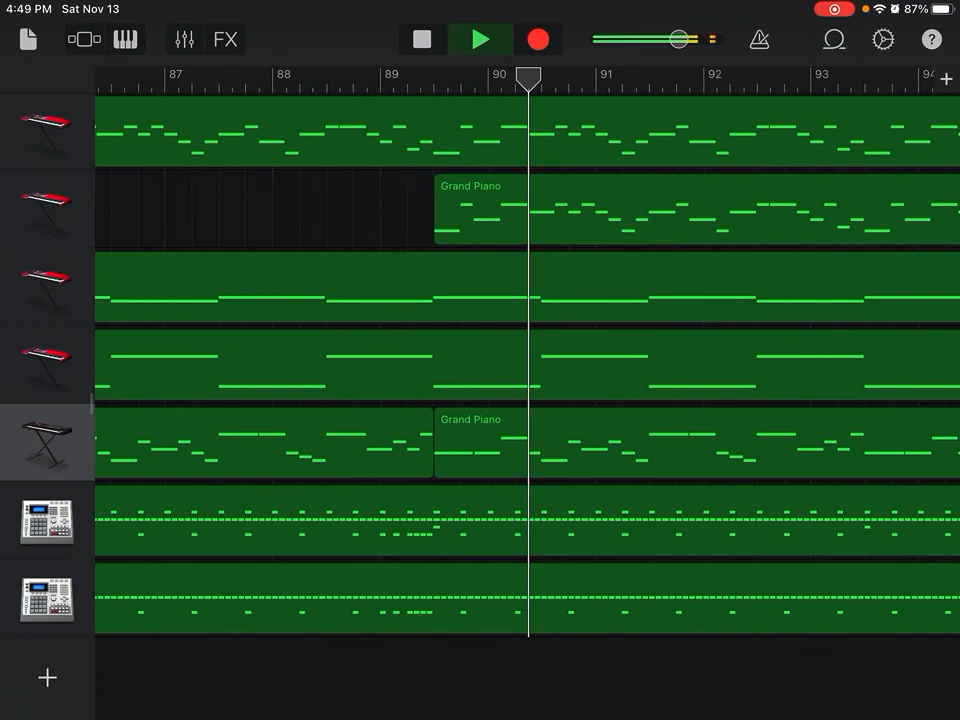 4:49 PM Sat Nov 13
87%
FX
?
87 88 89 90 91 92 93
+
Grand Piano
Grand Piano
+